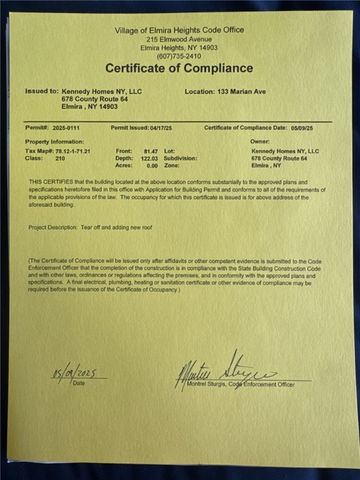 Village of Elmira Heights Code Office
215 Elmwood Avenue
Elmira Heights, NY 14903
(607)735-2410
Certificate of Compliance
Issued to: Kennedy Homes NY, LLC Location: 133 Marian Ave
678 County Route 64
Elmira , NY 14903
Permit#: 2025-0111 Permit Issued: 04/17/25 Certificate of Compliance Date: 05/09/25
Property Information: Owner:
Tax Map#: 78.12-1-71.21 Front: 81.47 Lot: Kennedy Homes NY, LLC
Class: 210 Depth: 122.03 Subdivision: 678 County Route 64
Acres: 0.00 Zone: Elmira , NY
THIS CERTIFIES that the building located at the above location conforms substantially to the approved plans and
specifications heretofore filed in this office with Application for Building Permit and conforms to all of the requirements of
the applicable provisions of the law. The occupancy for which this certificate is issued is for above address of the
aforesaid building.
Project Description: Tear off and adding new roof
(The Certificate of Compliance will be issued only after affidavits or other competent evidence is submitted to the Code
Enforcement Officer that the completion of the construction is in compliance with the State Building Construction Code
and with other laws, ordinances or regulations affecting the premises, and in conformity with the approved plans and
specifications. A final electrical, plumbing, heating or sanitation certificate or other evidence of compliance may be
required before the issuance of the Certificate of Occupancy.)
05/09/2025 Montrel Sturgis
Date Montrel Sturgis, Code Enforcement Officer